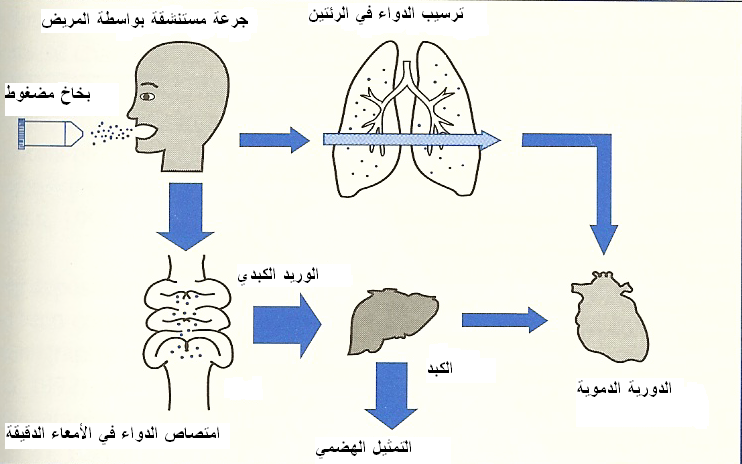 ترسيب الدواء في الرئتين
جرعة مستنشقة بواسطة المريض
بخاخ مضغوط
الوريد الكبدي
الكبد
الدورية الدموية
امتصاص الدواء في الأمعاء الدقيقة
التمثيل الهضمي